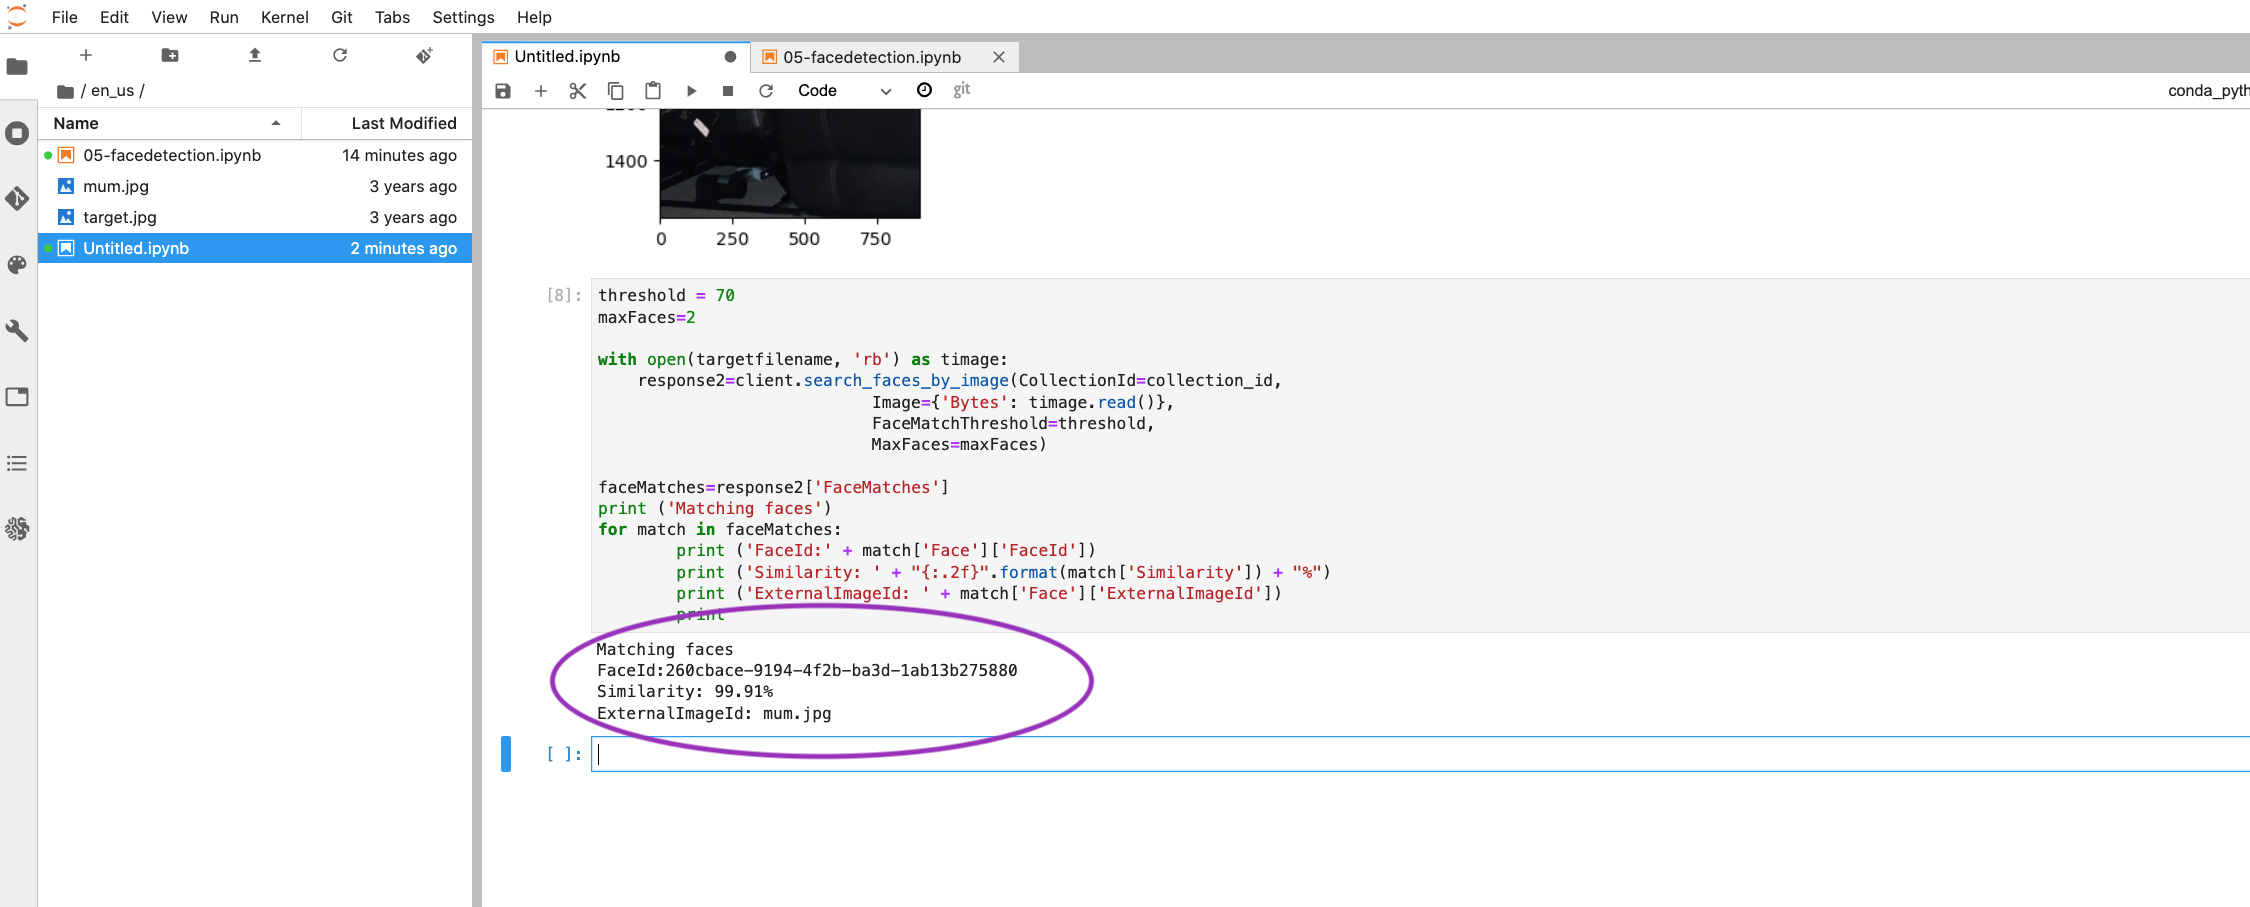 File Edit View Run Kernel Git Tabs Settings Help
Untitled.ipynb
05-facedetection.ipynb
/ en_us /
Code
git
conda_pyth
Name Last Modified
05-facedetection.ipynb 14 minutes ago
mum.jpg 3 years ago
target.jpg 3 years ago
Untitled.ipynb 2 minutes ago
1400
0 250 500 750
[8]:
threshold = 70
maxFaces=2
with open(targetfilename, 'rb') as timage:
response2=client.search_faces_by_image(CollectionId=collection_id,
Image={'Bytes': timage.read()},
FaceMatchThreshold=threshold,
MaxFaces=maxFaces)
faceMatches=response2['FaceMatches']
print ('Matching faces')
for match in faceMatches:
print ('FaceId:' + match['Face']['FaceId'])
print ('Similarity: ' + "{:.2f}".format(match['Similarity']) + "%")
print ('ExternalImageId: ' + match['Face']['ExternalImageId'])
print
Matching faces
FaceId:260cbace-9194-4f2b-ba3d-1ab13b275880
Similarity: 99.91%
ExternalImageId: mum.jpg
[ ]: